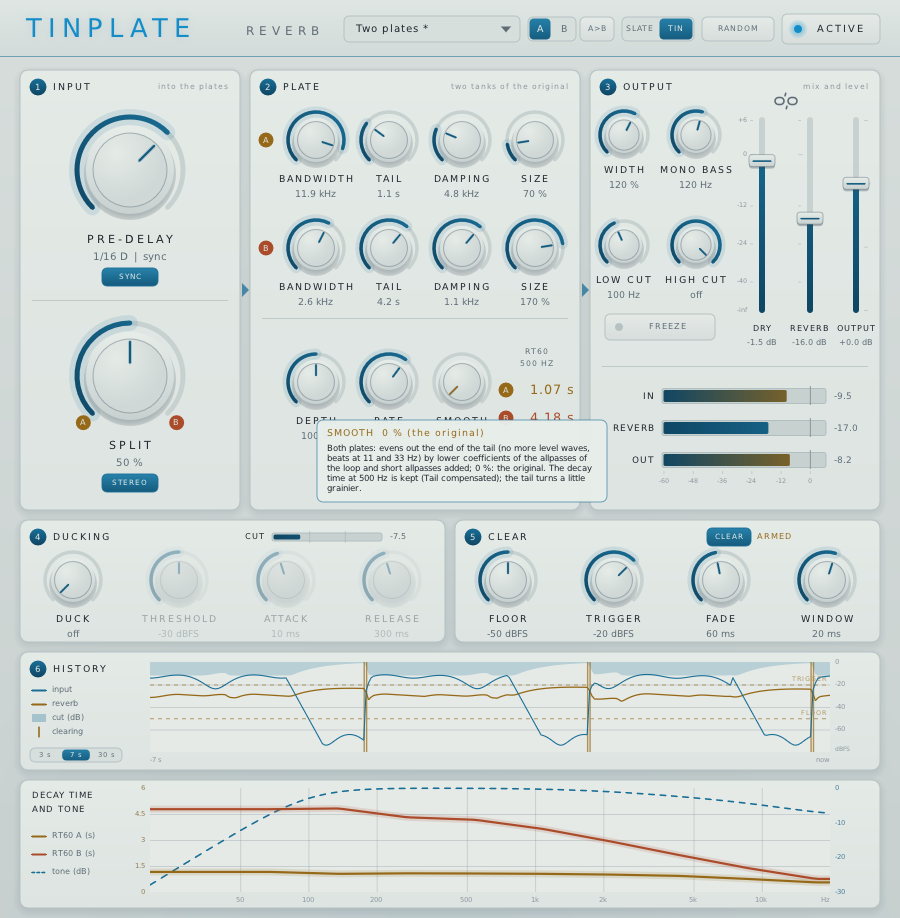 TINPLATE
REVERB
Two plates *
A B A>B
SLATE TIN
RANDOM
ACTIVE
1 INPUT into the plates
PRE-DELAY
1/16 D | sync
SYNC
A B
SPLIT
50 %
STEREO
2 PLATE two tanks of the original
A
BANDWIDTH TAIL DAMPING SIZE
11.9 kHz 1.1 s 4.8 kHz 70 %
B
BANDWIDTH TAIL DAMPING SIZE
2.6 kHz 4.2 s 1.1 kHz 170 %
RT60
500 HZ
A 1.07 s
B 4.18 s
DEPTH RATE SMOOTH
100
SMOOTH 0 % (the original)
Both plates: evens out the end of the tail (no more level waves,
beats at 11 and 33 Hz) by lower coefficients of the allpasses of
the loop and short allpasses added; 0 %: the original. The decay
time at 500 Hz is kept (Tail compensated); the tail turns a little
grainier.
3 OUTPUT mix and level
WIDTH MONO BASS
120 % 120 Hz
LOW CUT HIGH CUT
100 Hz off
FREEZE
+6
0
-12
-24
-40
-inf
DRY REVERB OUTPUT
-1.5 dB -16.0 dB +0.0 dB
IN -9.5
REVERB -17.0
OUT -8.2
-60 -48 -36 -24 -12 0
4 DUCKING CUT -7.5
DUCK THRESHOLD ATTACK RELEASE
off -30 dBFS 10 ms 300 ms
5 CLEAR CLEAR ARMED
FLOOR TRIGGER FADE WINDOW
-50 dBFS -20 dBFS 60 ms 20 ms
6 HISTORY
input
reverb
cut (dB)
clearing
3 s 7 s 30 s
TRIGGER
FLOOR
0
-20
-40
-60
dBFS
-7 s now
DECAY TIME
AND TONE
RT60 A (s)
RT60 B (s)
tone (dB)
6
4.5
3
1.5
0
0
-10
-20
-30
50 100 200 500 1k 2k 5k 10k Hz